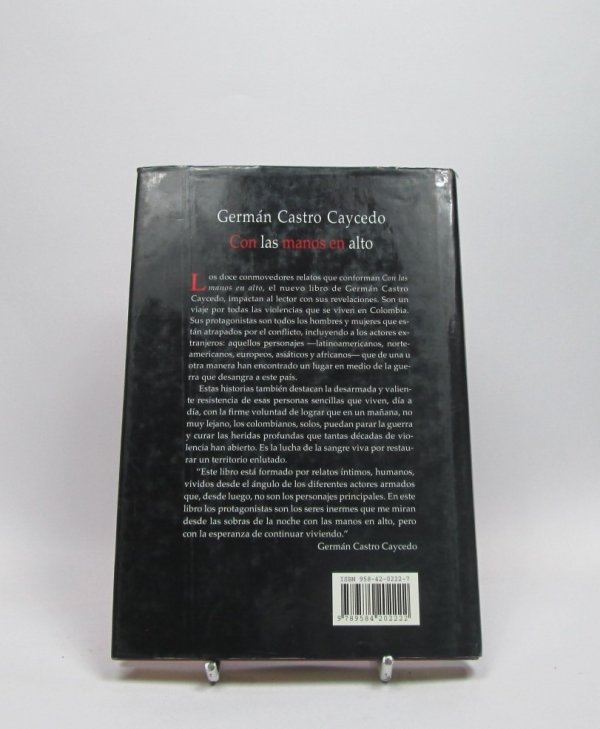 Germán Castro Caycedo
Con las manos en alto
Los doce conmovedores relatos que conforman Con las
manos en alto, el nuevo libro de Germán Castro
Caycedo, impactan al lector con sus revelaciones. Son un
viaje por todas las violencias que se viven en Colombia.
Sus protagonistas son todos los hombres y mujeres que es-
tán atrapados por el conflicto, incluyendo a los actores ex-
tranjeros: aquellos personajes —latinoamericanos, norte-
americanos, europeos, asiáticos y africanos— que de una u
otra manera han encontrado un lugar en medio de la gue-
rra que desangra a este país.
Estas historias también destacan la desarmada y valien-
te resistencia de esas personas sencillas que viven, día a
día, con la firme voluntad de lograr que en un mañana, no
muy lejano, los colombianos, solos, puedan parar la guerra
y curar las heridas profundas que tantas décadas de vio-
lencia han abierto. Es la lucha de la sangre viva por restau-
rar un territorio enlutado.
"Este libro está formado por relatos íntimos, humanos,
vividos desde el ángulo de los diferentes actores armados
que, desde luego, no son los personajes principales. En este
libro los protagonistas son los seres inermes que me miran
desde las sobras de la noche con las manos en alto, pero
con la esperanza de continuar viviendo."
Germán Castro Caycedo
ISBN 958-42-0222-7
9 789584 202222